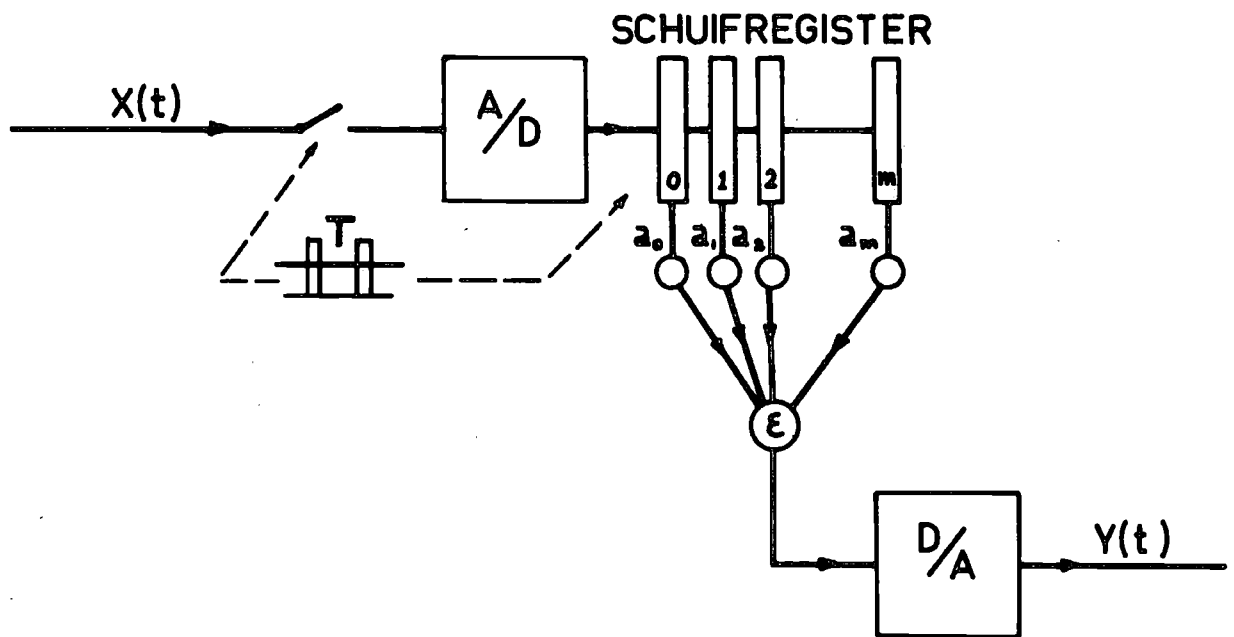 SCHUIFREGISTER
X(t)
A/D
0 1 2 m
T
a₀ a₁ a₂ aₘ
Ɛ
D/A
Y(t)